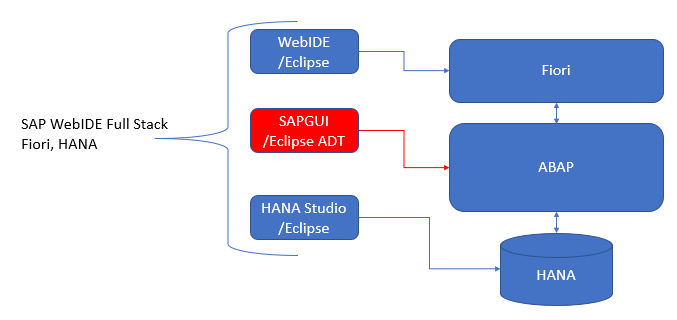 SAP WebIDE Full Stack
Fiori, HANA
WebIDE
/Eclipse
SAPGUI
/Eclipse ADT
HANA Studio
/Eclipse
Fiori
ABAP
HANA